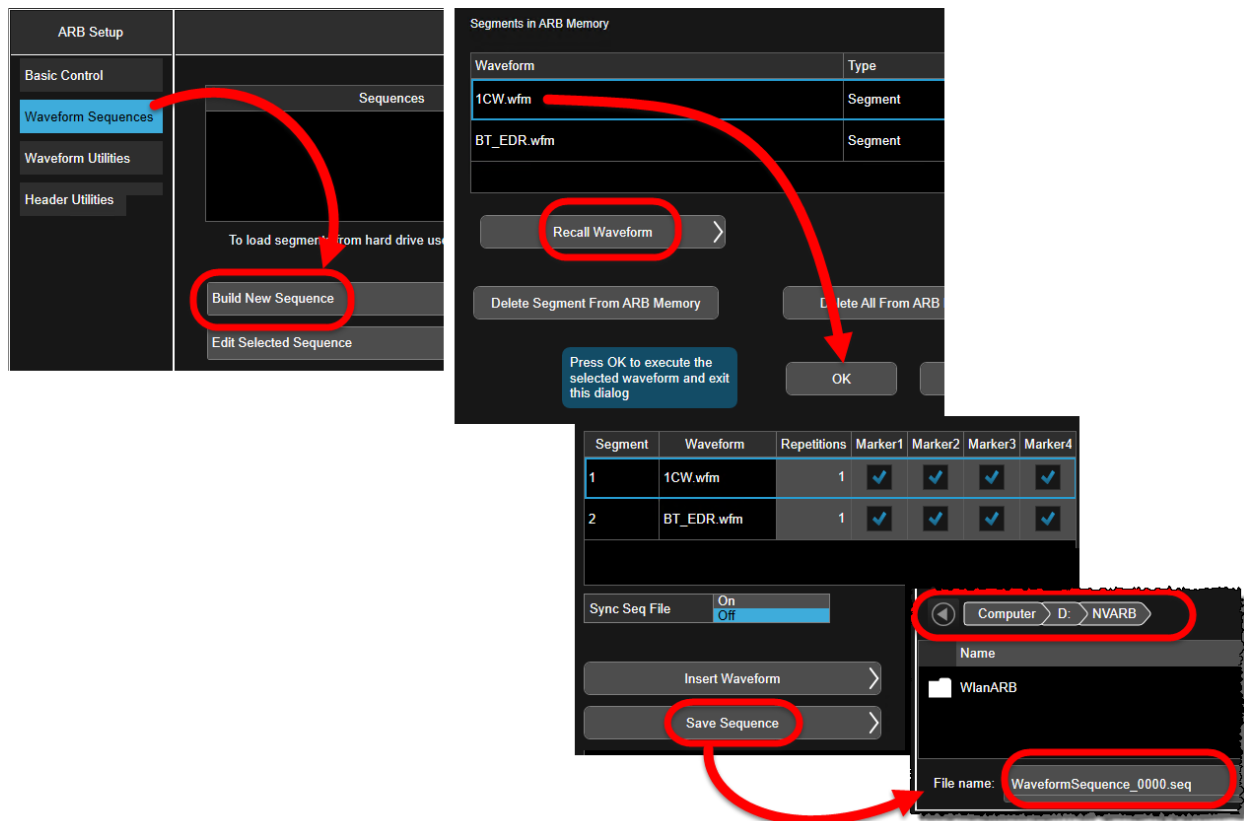 ARB Setup
Basic Control
Waveform Sequences
Waveform Utilities
Header Utilities
Sequences
To load segments from hard drive use
Build New Sequence
Edit Selected Sequence
Segments in ARB Memory
Waveform Type
1CW.wfm Segment
BT_EDR.wfm Segment
Recall Waveform
Delete Segment From ARB Memory
Delete All From ARB
Press OK to execute the
selected waveform and exit
this dialog
OK
Segment Waveform Repetitions Marker1 Marker2 Marker3 Marker4
1 1CW.wfm 1
2 BT_EDR.wfm 1
Sync Seq File
On
Off
Insert Waveform
Save Sequence
Computer D: NVARB
Name
WlanARB
File name: WaveformSequence_0000.seq